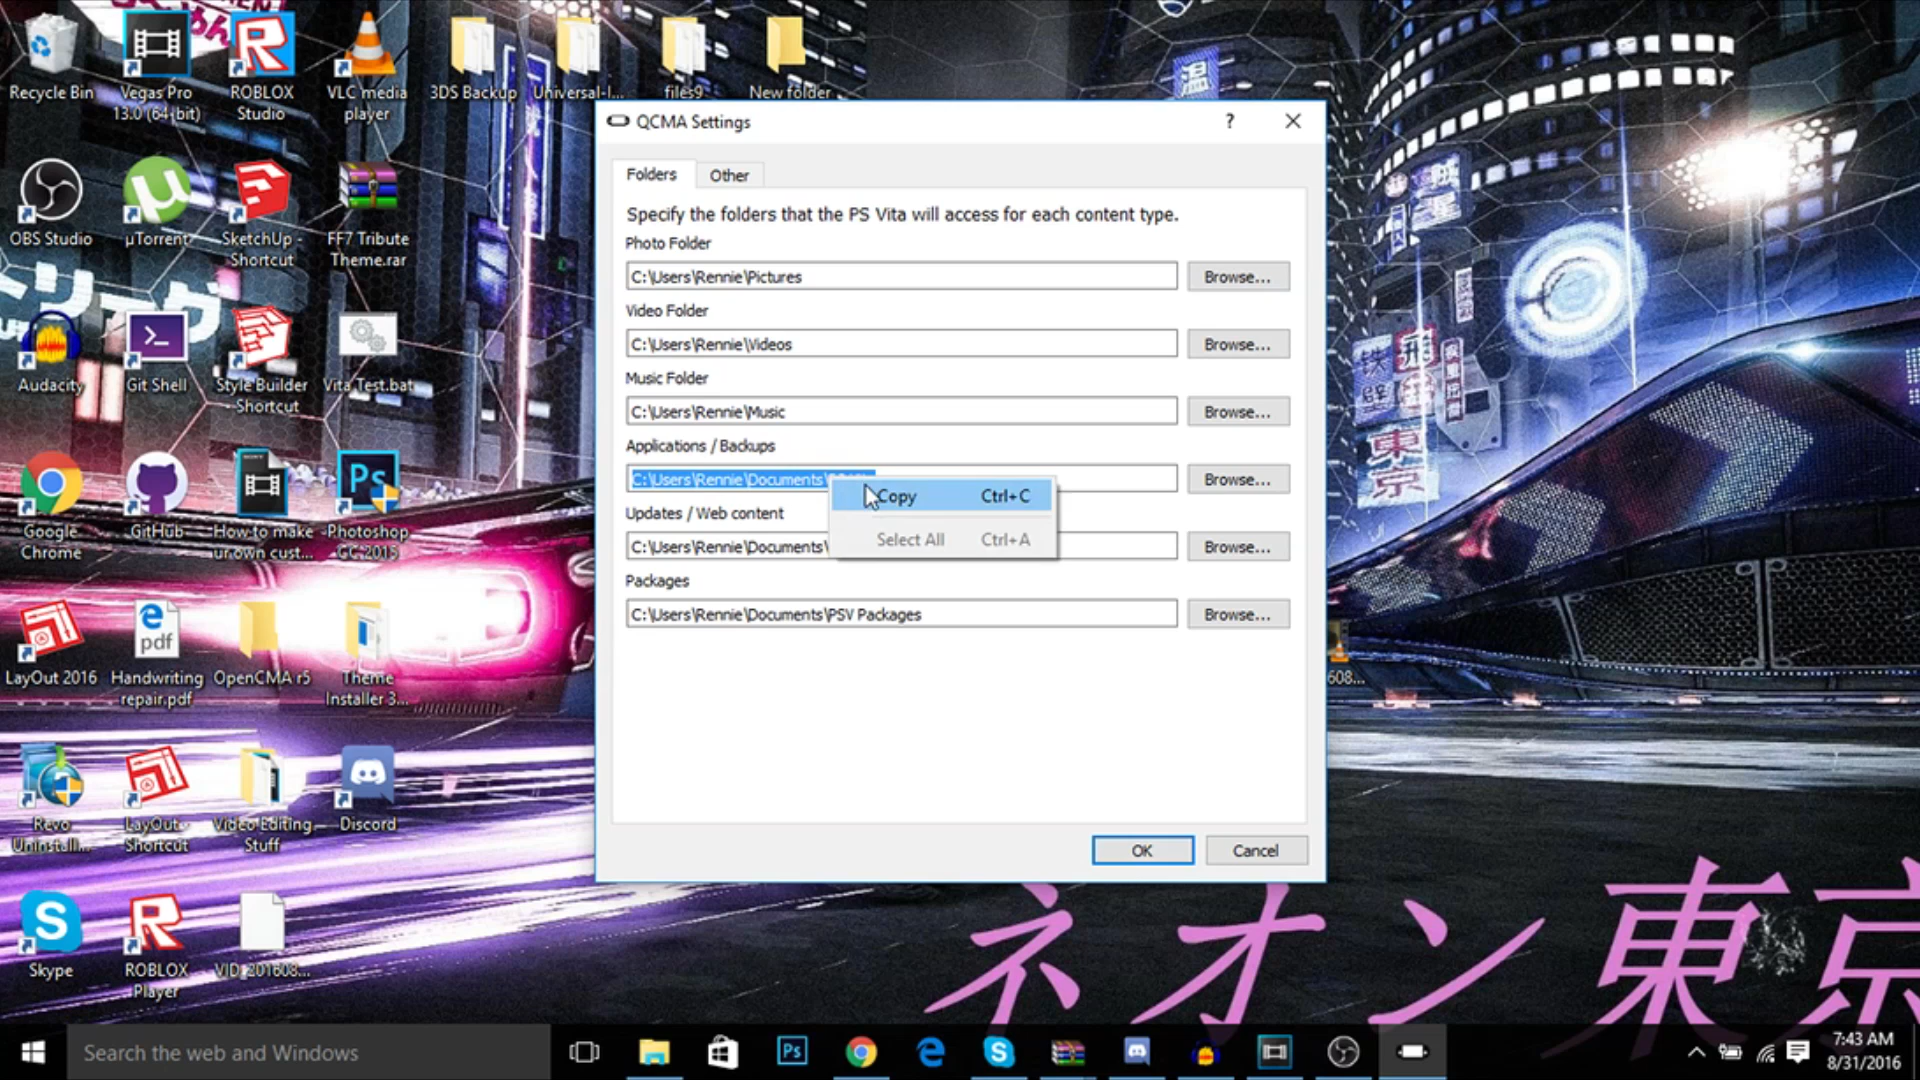 Recycle Bin
Vegas Pro
13.0 (64-bit)
ROBLOX
Studio
VLC media
player
3DS Backup
Universal-I...
files9
New folder
OBS Studio
µTorrent
SketchUp -
Shortcut
FF7 Tribute
Theme.rar
Audacity
Git Shell
Style Builder
- Shortcut
Vita Test.bat
Google
Chrome
GitHub
How to make
ur own cust...
Photoshop
CC 2015
LayOut 2016
Handwriting
repair.pdf
OpenCMA r5
Theme
Installer 3...
Revo
Uninstall...
LayOut -
Shortcut
Video Editing
Stuff
Discord
Skype
ROBLOX
Player
VID_201608...
608...
QCMA Settings
Folders
Other
Specify the folders that the PS Vita will access for each content type.
Photo Folder
C:\Users\Rennie\Pictures
Browse...
Video Folder
C:\Users\Rennie\Videos
Browse...
Music Folder
C:\Users\Rennie\Music
Browse...
Applications / Backups
C:\Users\Rennie\Documents\
Browse...
Copy Ctrl+C
Select All Ctrl+A
Updates / Web content
C:\Users\Rennie\Documents\
Browse...
Packages
C:\Users\Rennie\Documents\PSV Packages
Browse...
OK
Cancel
温
铁
壁
東
京
ネオン東京
Search the web and Windows
7:43 AM
8/31/2016